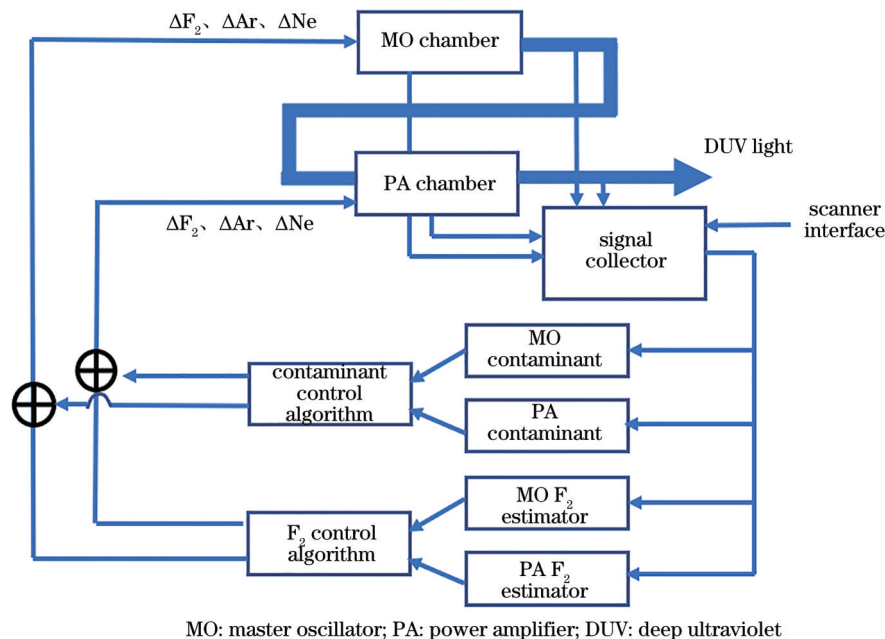 ΔF₂、ΔAr、ΔNe
MO chamber
DUV light
PA chamber
ΔF₂、ΔAr、ΔNe
scanner
interface
signal
collector
MO
contaminant
contaminant
control
algorithm
PA
contaminant
MO F₂
estimator
F₂ control
algorithm
PA F₂
estimator
MO: master oscillator; PA: power amplifier; DUV: deep ultraviolet